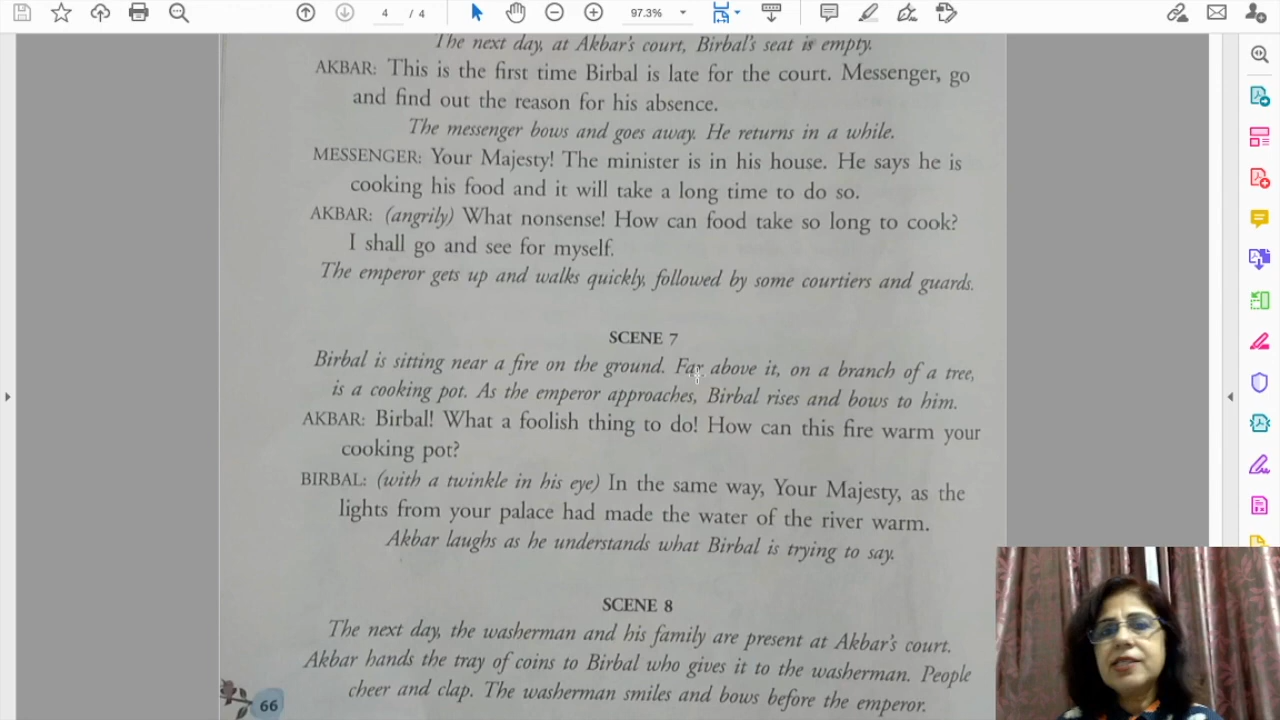 4 / 4
97.3%
The next day, at Akbar's court, Birbal's seat is empty.
AKBAR: This is the first time Birbal is late for the court. Messenger, go
and find out the reason for his absence.
The messenger bows and goes away. He returns in a while.
MESSENGER: Your Majesty! The minister is in his house. He says he is
cooking his food and it will take a long time to do so.
AKBAR: (angrily) What nonsense! How can food take so long to cook?
I shall go and see for myself.
The emperor gets up and walks quickly, followed by some courtiers and guards.
SCENE 7
Birbal is sitting near a fire on the ground. Far above it, on a branch of a tree,
is a cooking pot. As the emperor approaches, Birbal rises and bows to him.
AKBAR: Birbal! What a foolish thing to do! How can this fire warm your
cooking pot?
BIRBAL: (with a twinkle in his eye) In the same way, Your Majesty, as the
lights from your palace had made the water of the river warm.
Akbar laughs as he understands what Birbal is trying to say.
SCENE 8
The next day, the washerman and his family are present at Akbar's court.
Akbar hands the tray of coins to Birbal who gives it to the washerman. People
cheer and clap. The washerman smiles and bows before the emperor.
66